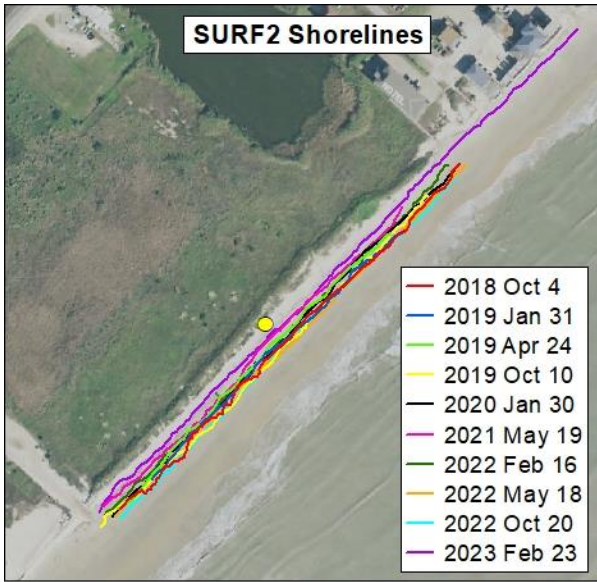 SURF2 Shorelines
2018 Oct 4
2019 Jan 31
2019 Apr 24
2019 Oct 10
2020 Jan 30
2021 May 19
2022 Feb 16
2022 May 18
2022 Oct 20
2023 Feb 23